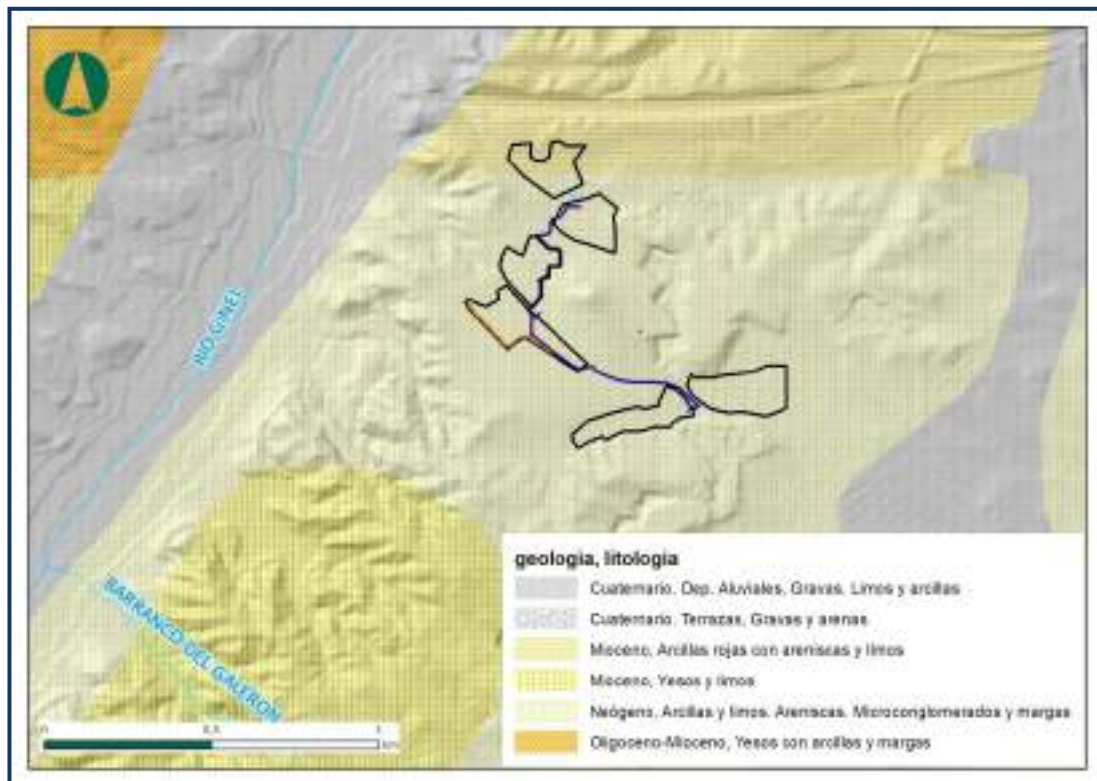 RIO GINEL
BARRANCO DEL GALERON
geologia, litologia
Cuaternario, Dep. Aluviales, Gravas, Limos y arcillas
Cuaternario, Terrazas, Gravas y arenas
Mioceno, Arcillas rojas con areniscas y limos
Mioceno, Yesos y limos
Neógeno, Arcillas y limos. Areniscas. Microconglomerados y margas
Oligoceno-Mioceno, Yesos con arcillas y margas
0 0,5 1
km